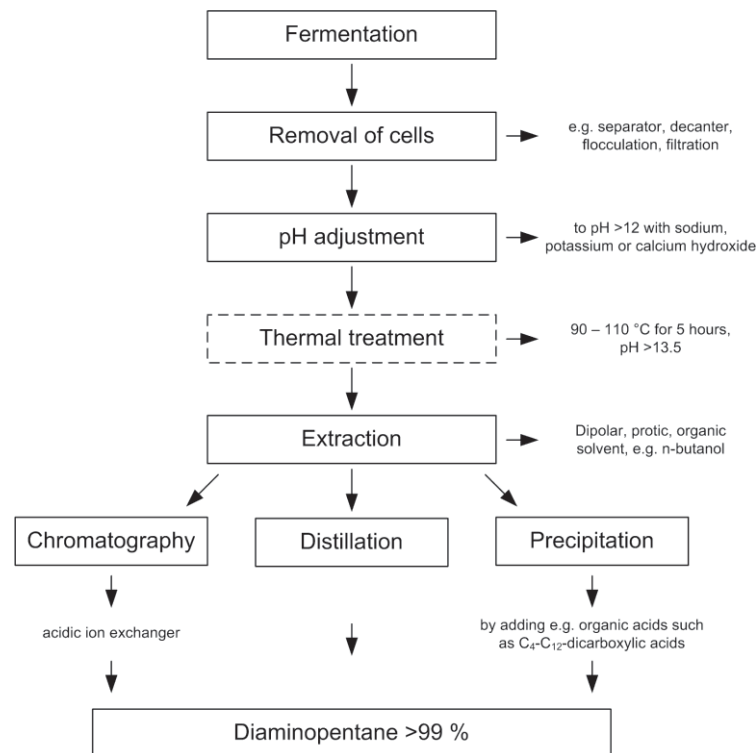 Fermentation
Removal of cells
e.g. separator, decanter,
flocculation, filtration
pH adjustment
to pH >12 with sodium,
potassium or calcium hydroxide
Thermal treatment
90 – 110 °C for 5 hours,
pH >13.5
Extraction
Dipolar, protic, organic
solvent, e.g. n-butanol
Chromatography
Distillation
Precipitation
acidic ion exchanger
by adding e.g. organic acids such
as C₄-C₁₂-dicarboxylic acids
Diaminopentane >99 %